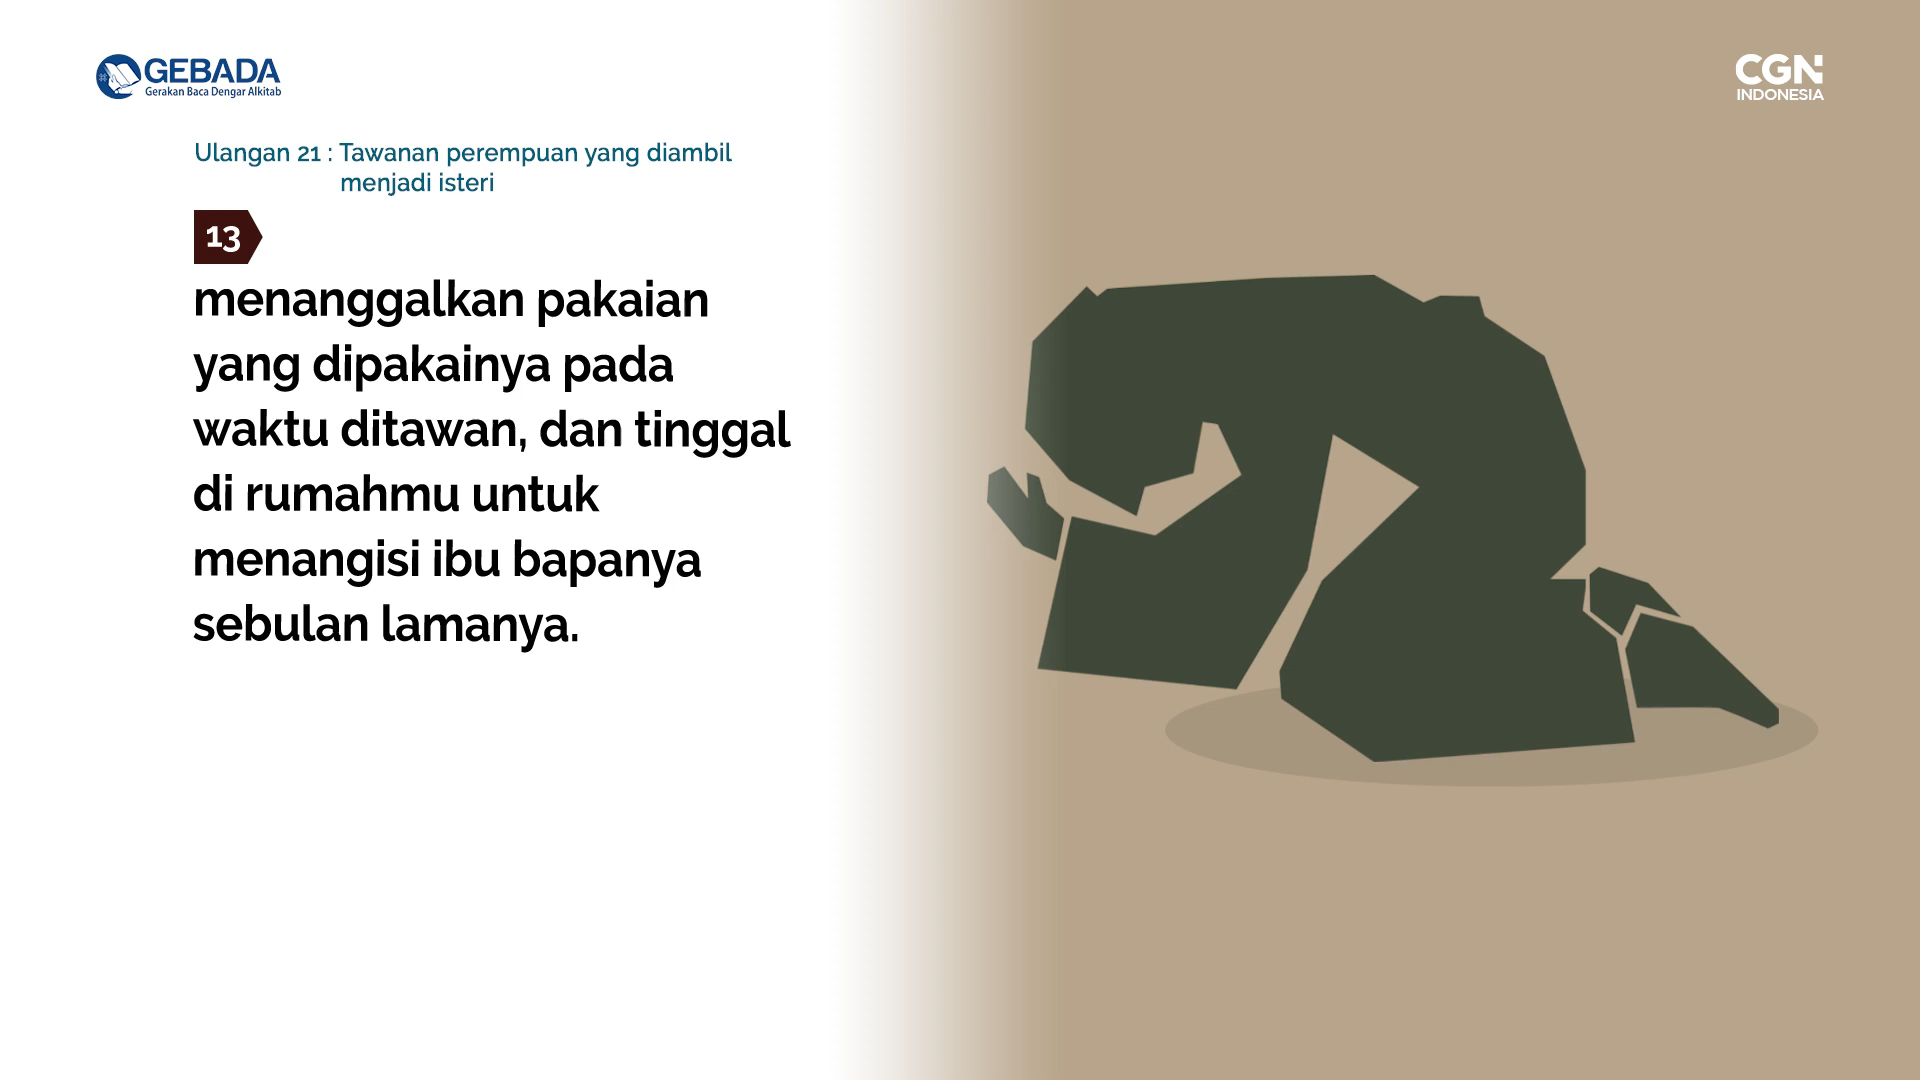 GEBADA
Gerakan Baca Dengar Alkitab
CGN
INDONESIA
Ulangan 21 : Tawanan perempuan yang diambil
menjadi isteri
13
menanggalkan pakaian
yang dipakainya pada
waktu ditawan, dan tinggal
di rumahmu untuk
menangisi ibu bapanya
sebulan lamanya.